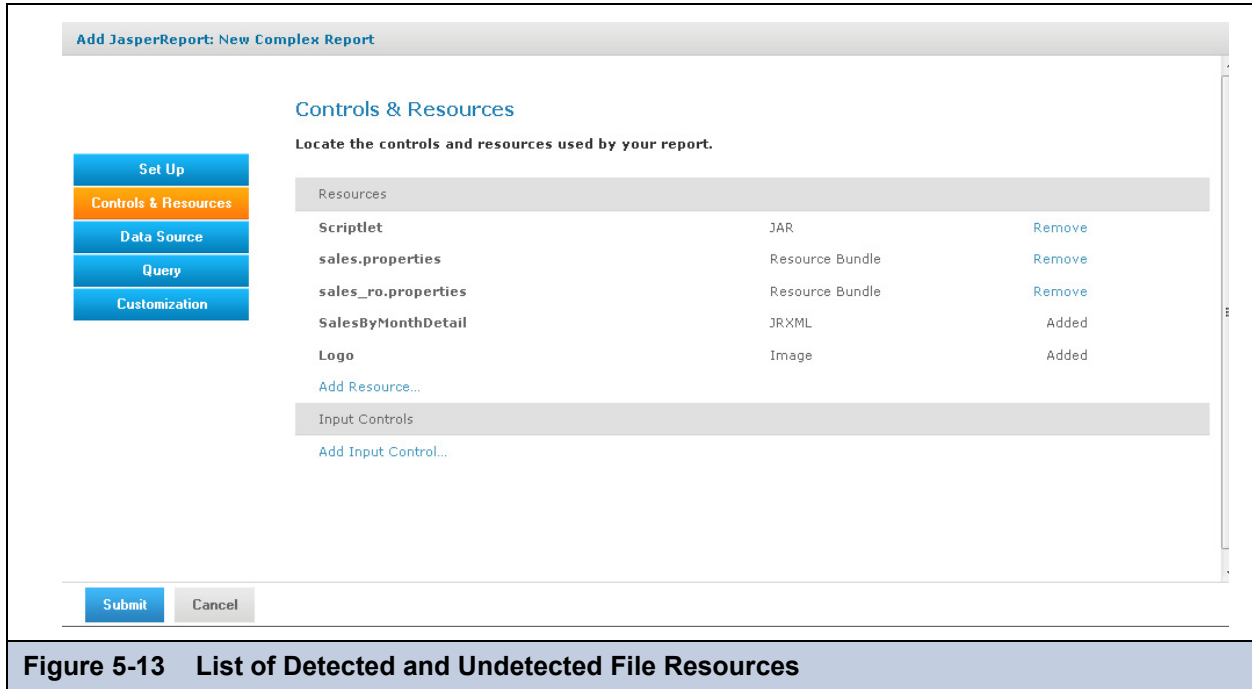 Add JasperReport: New Complex Report
Controls & Resources
Locate the controls and resources used by your report.
Set Up
Controls & Resources
Data Source
Query
Customization
Resources
Scriptlet JAR Remove
sales.properties Resource Bundle Remove
sales_ro.properties Resource Bundle Remove
SalesByMonthDetail JRXML Added
Logo Image Added
Add Resource...
Input Controls
Add Input Control...
Submit Cancel
Figure 5-13 List of Detected and Undetected File Resources